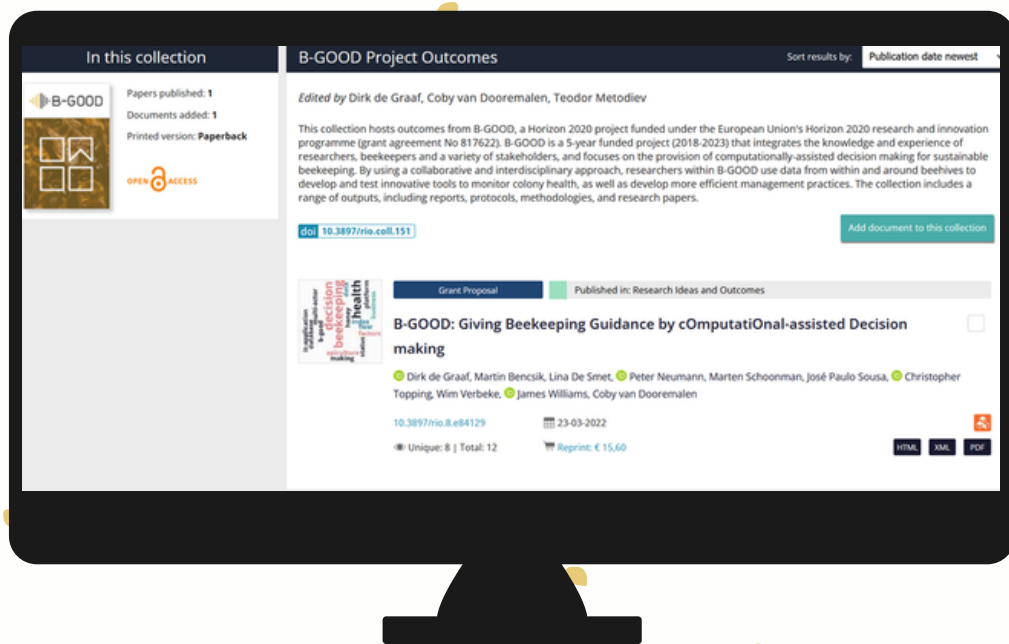 In this collection
B-GOOD
Papers published: 1
Documents added: 1
Printed version: Paperback
OPEN ACCESS
B-GOOD Project Outcomes
Sort results by:
Publication date newest
Edited by Dirk de Graaf, Coby van Dooremalen, Teodor Metodiev
This collection hosts outcomes from B-GOOD, a Horizon 2020 project funded under the European Union's Horizon 2020 research and innovation
programme (grant agreement No 817622). B-GOOD is a 5-year funded project (2018-2023) that integrates the knowledge and experience of
researchers, beekeepers and a variety of stakeholders, and focuses on the provision of computationally-assisted decision making for sustainable
beekeeping. By using a collaborative and interdisciplinary approach, researchers within B-GOOD use data from within and around beehives to
develop and test innovative tools to monitor colony health, as well as develop more efficient management practices. The collection includes a
range of outputs, including reports, protocols, methodologies, and research papers.
doi 10.3897/rio.coll.151
Add document to this collection
decision
beekeeping
health
platform
business
multi-actor
b-good
honey
factors
making
Grant Proposal
Published in: Research Ideas and Outcomes
B-GOOD: Giving Beekeeping Guidance by cOmputatiOnal-assisted Decision
making
Dirk de Graaf, Martin Bencsik, Lina De Smet, Peter Neumann, Marten Schoonman, José Paulo Sousa, Christopher
Topping, Wim Verbeke, James Williams, Coby van Dooremalen
10.3897/rio.8.e84129
23-03-2022
Unique: 8 | Total: 12
Reprint: € 15,60
HTML
XML
PDF